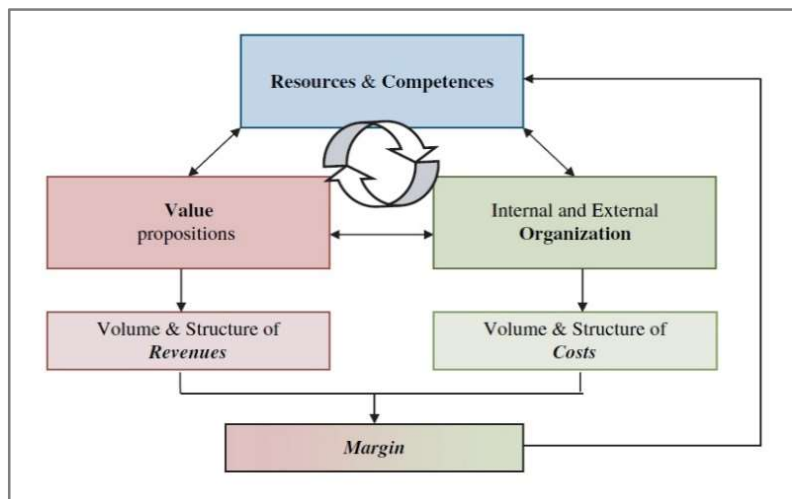 Resources & Competences
Value
propositions
Internal and External
Organization
Volume & Structure of
Revenues
Volume & Structure of
Costs
Margin